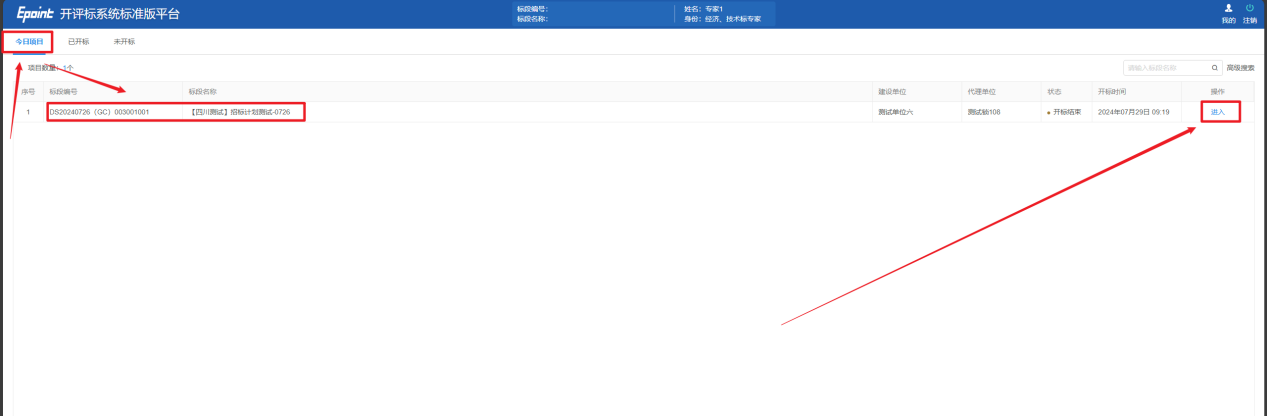 Epoint 开评标系统标准版平台
标段编号：
标段名称：
姓名：专家1
身份：经济、技术标专家
我的 注销
今日项目 已开标 未开标
项目数量：1个
请输入标段名称 高级搜索
序号 标段编号 标段名称 建设单位 代理单位 状态 开标时间 操作
1 DS20240726（GC）003001001 【四川测试】招标计划测试-0726 测试单位六 测试验108 开标结束 2024年07月29日 09:19 进入